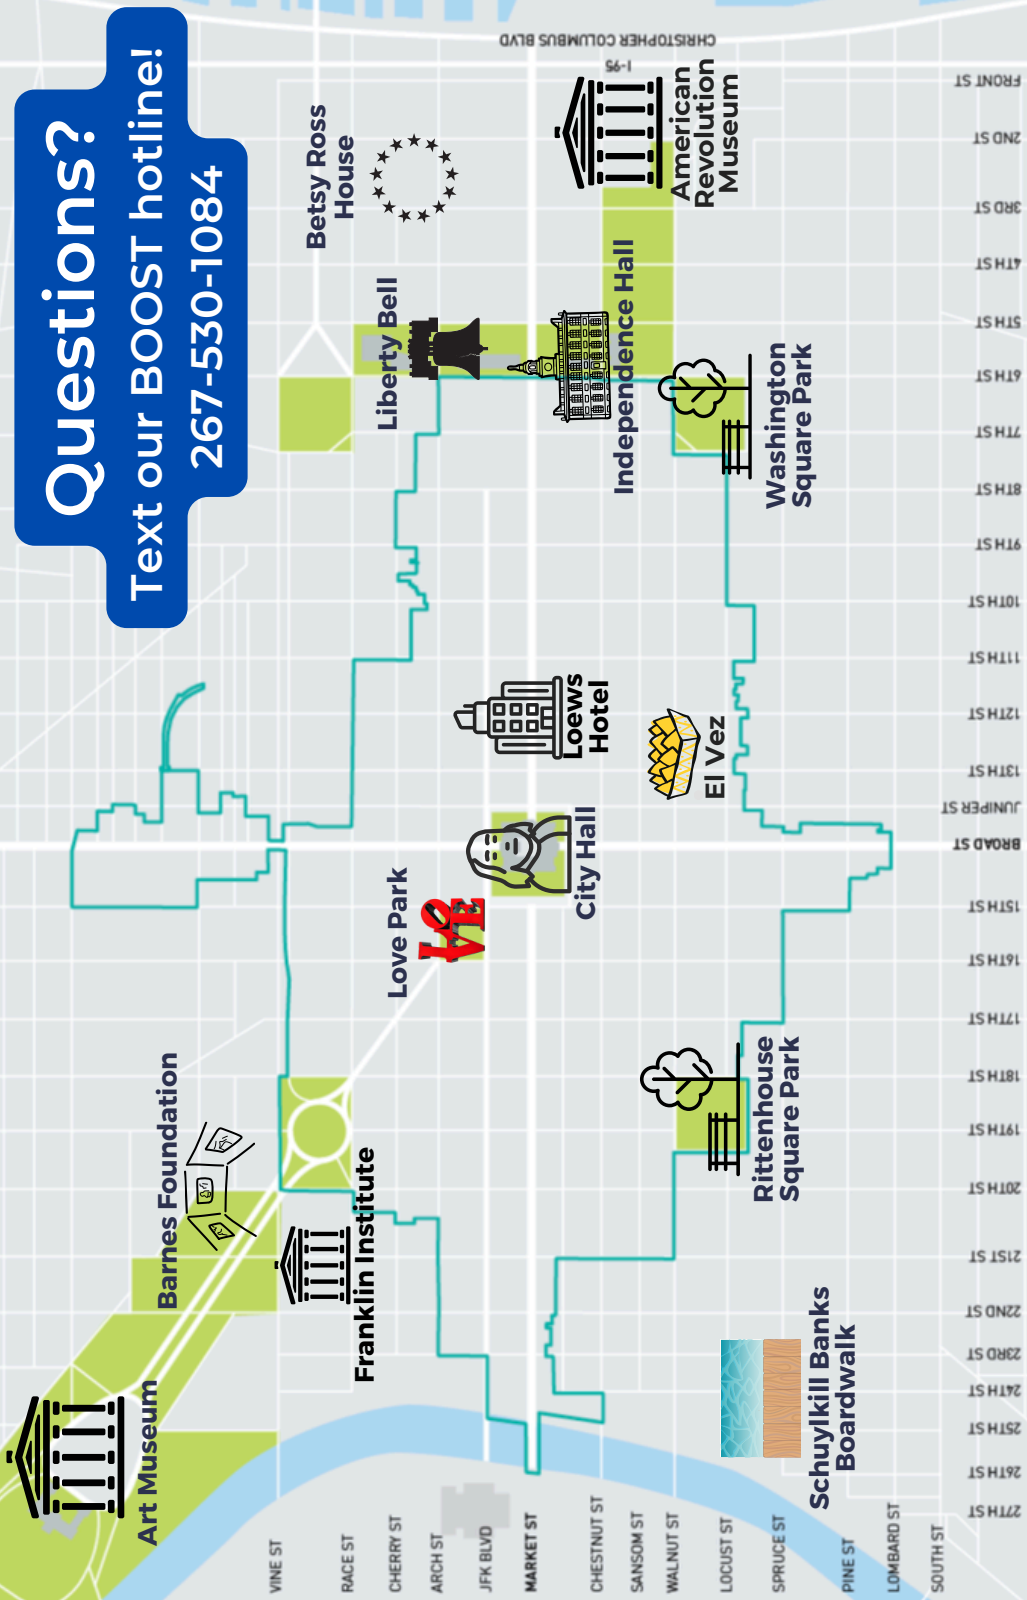 Questions?
Text our BOOST hotline!
267-530-1084
Art Museum
Barnes Foundation
Franklin Institute
Love Park
City Hall
Loews
Hotel
El Vez
Liberty Bell
Betsy Ross
House
Independence Hall
American
Revolution
Museum
Washington
Square Park
Rittenhouse
Square Park
Schuylkill Banks
Boardwalk
VINE ST
RACE ST
CHERRY ST
ARCH ST
JFK BLVD
MARKET ST
CHESTNUT ST
SANSOM ST
WALNUT ST
LOCUST ST
SPRUCE ST
PINE ST
LOMBARD ST
SOUTH ST
27TH ST
26TH ST
25TH ST
24TH ST
23RD ST
22ND ST
21ST ST
20TH ST
19TH ST
18TH ST
17TH ST
16TH ST
15TH ST
BROAD ST
JUNIPER ST
13TH ST
12TH ST
11TH ST
10TH ST
9TH ST
8TH ST
7TH ST
6TH ST
5TH ST
4TH ST
3RD ST
2ND ST
FRONT ST
I-95
CHRISTOPHER COLUMBUS BLVD
LOVE